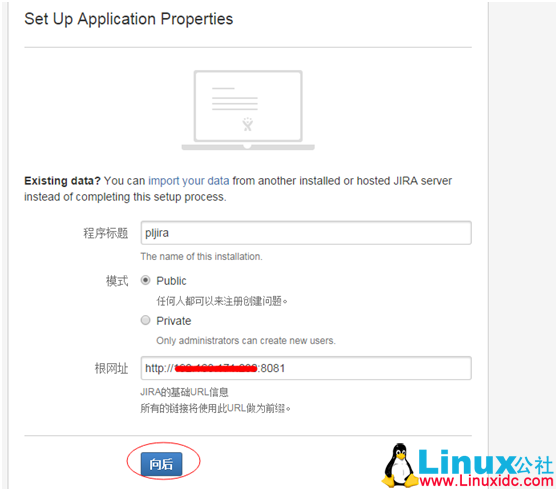 Set Up Application Properties
Existing data? You can import your data from another installed or hosted JIRA server
instead of completing this setup process.
程序标题 pljira
The name of this installation.
模式 Public
任何人都可以来注册创建问题。
Private
Only administrators can create new users.
根网址 http:// :8081
JIRA的基础URL信息
所有的链接将使用此URL做为前缀。
向后
Linux公社
www.Linuxidc.com